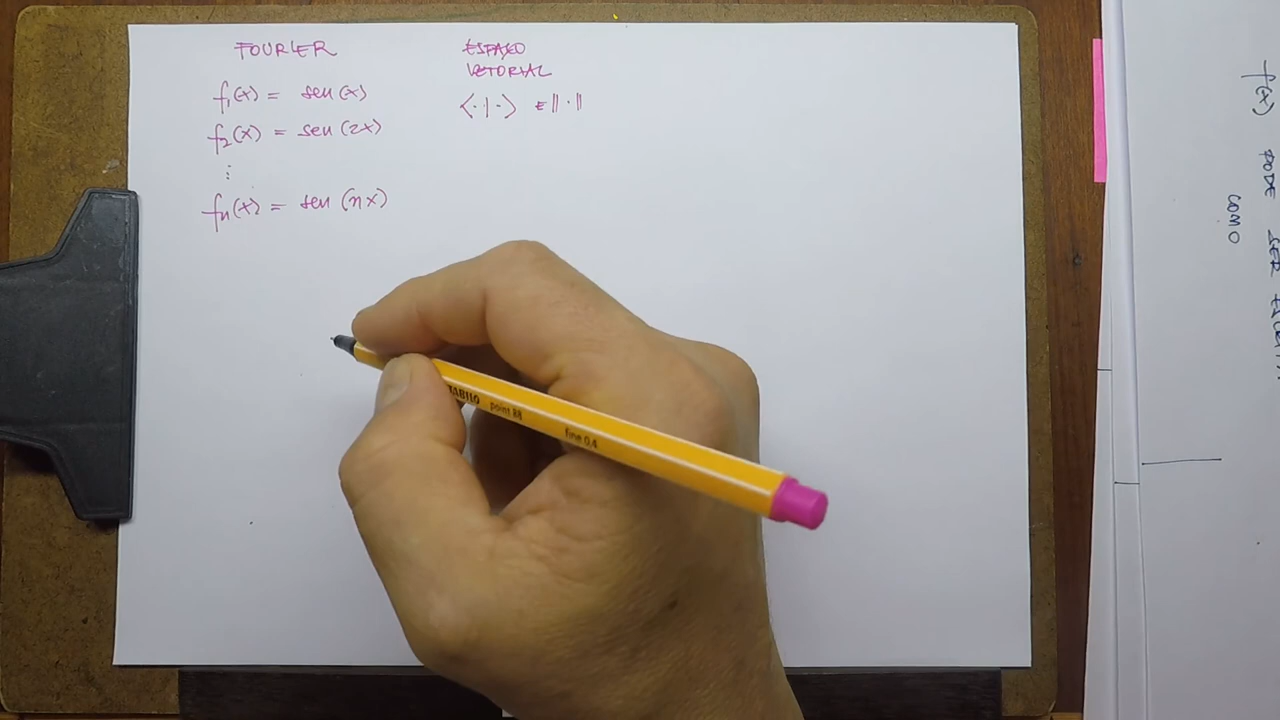 FOURIER
f₁(x) = sen(x)
f₂(x) = sen(2x)
⋮
fn(x) = sen(nx)
ESPAÇO
VETORIAL
⟨·|·⟩ E ‖·‖
STABILO point 88 fine 0,4
f(x) PODE SER
COMO